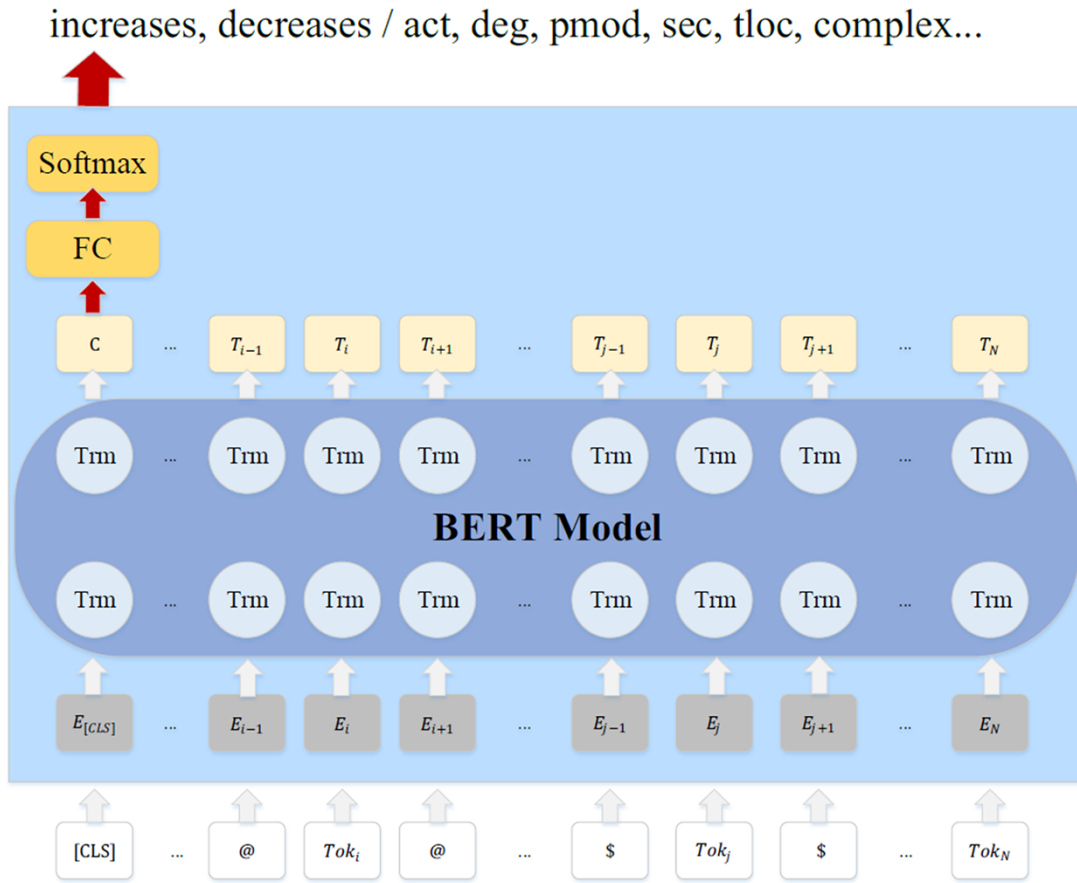 increases, decreases / act, deg, pmod, sec, tloc, complex...
Softmax
FC
C ... T_{i−1} T_i T_{i+1} ... T_{j−1} T_j T_{j+1} ... T_N
Trm ... Trm Trm Trm ... Trm Trm Trm ... Trm
BERT Model
Trm ... Trm Trm Trm ... Trm Trm Trm ... Trm
E_{[CLS]} ... E_{i−1} E_i E_{i+1} ... E_{j−1} E_j E_{j+1} ... E_N
[CLS] ... @ Tok_i @ ... $ Tok_j $ ... Tok_N